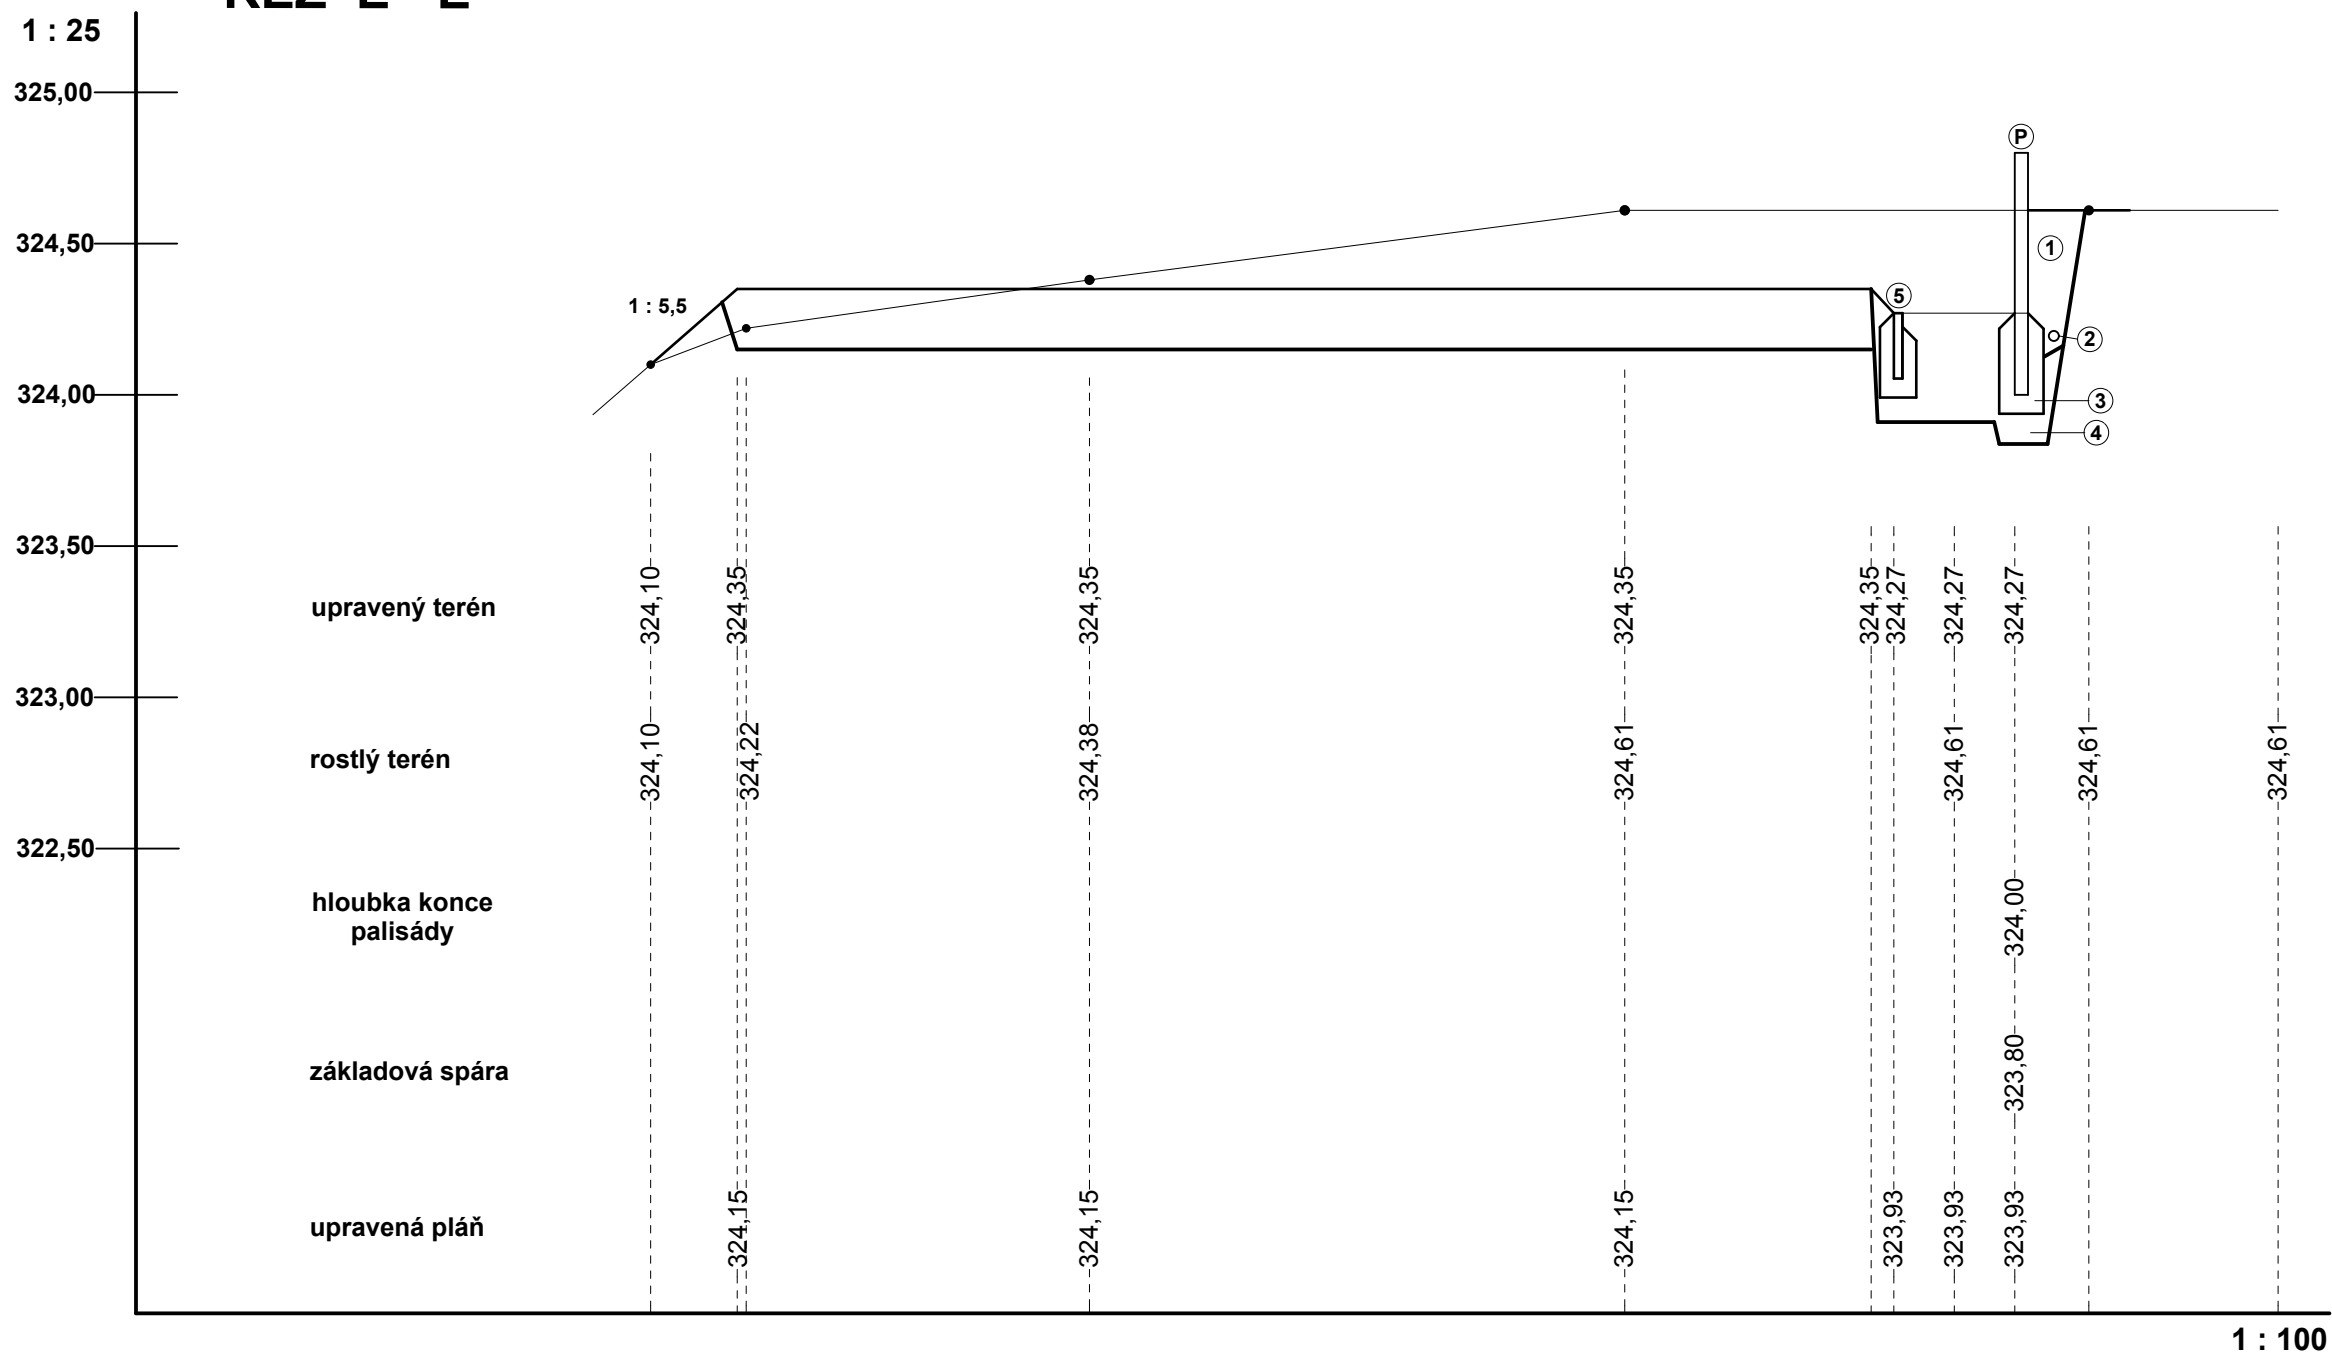 1 : 25
325,00
324,50
324,00
323,50
323,00
322,50
P
1
2
3
4
5
1 : 5,5
upravený terén
324,10 324,35 324,35 324,35 324,35 324,27 324,27 324,27
rostlý terén
324,10 324,22 324,38 324,61 324,61 324,61 324,61
hloubka konce
palisády
324,00
základová spára
323,80
upravená pláň
324,15 324,15 324,15 323,93 323,93 323,93
1 : 100